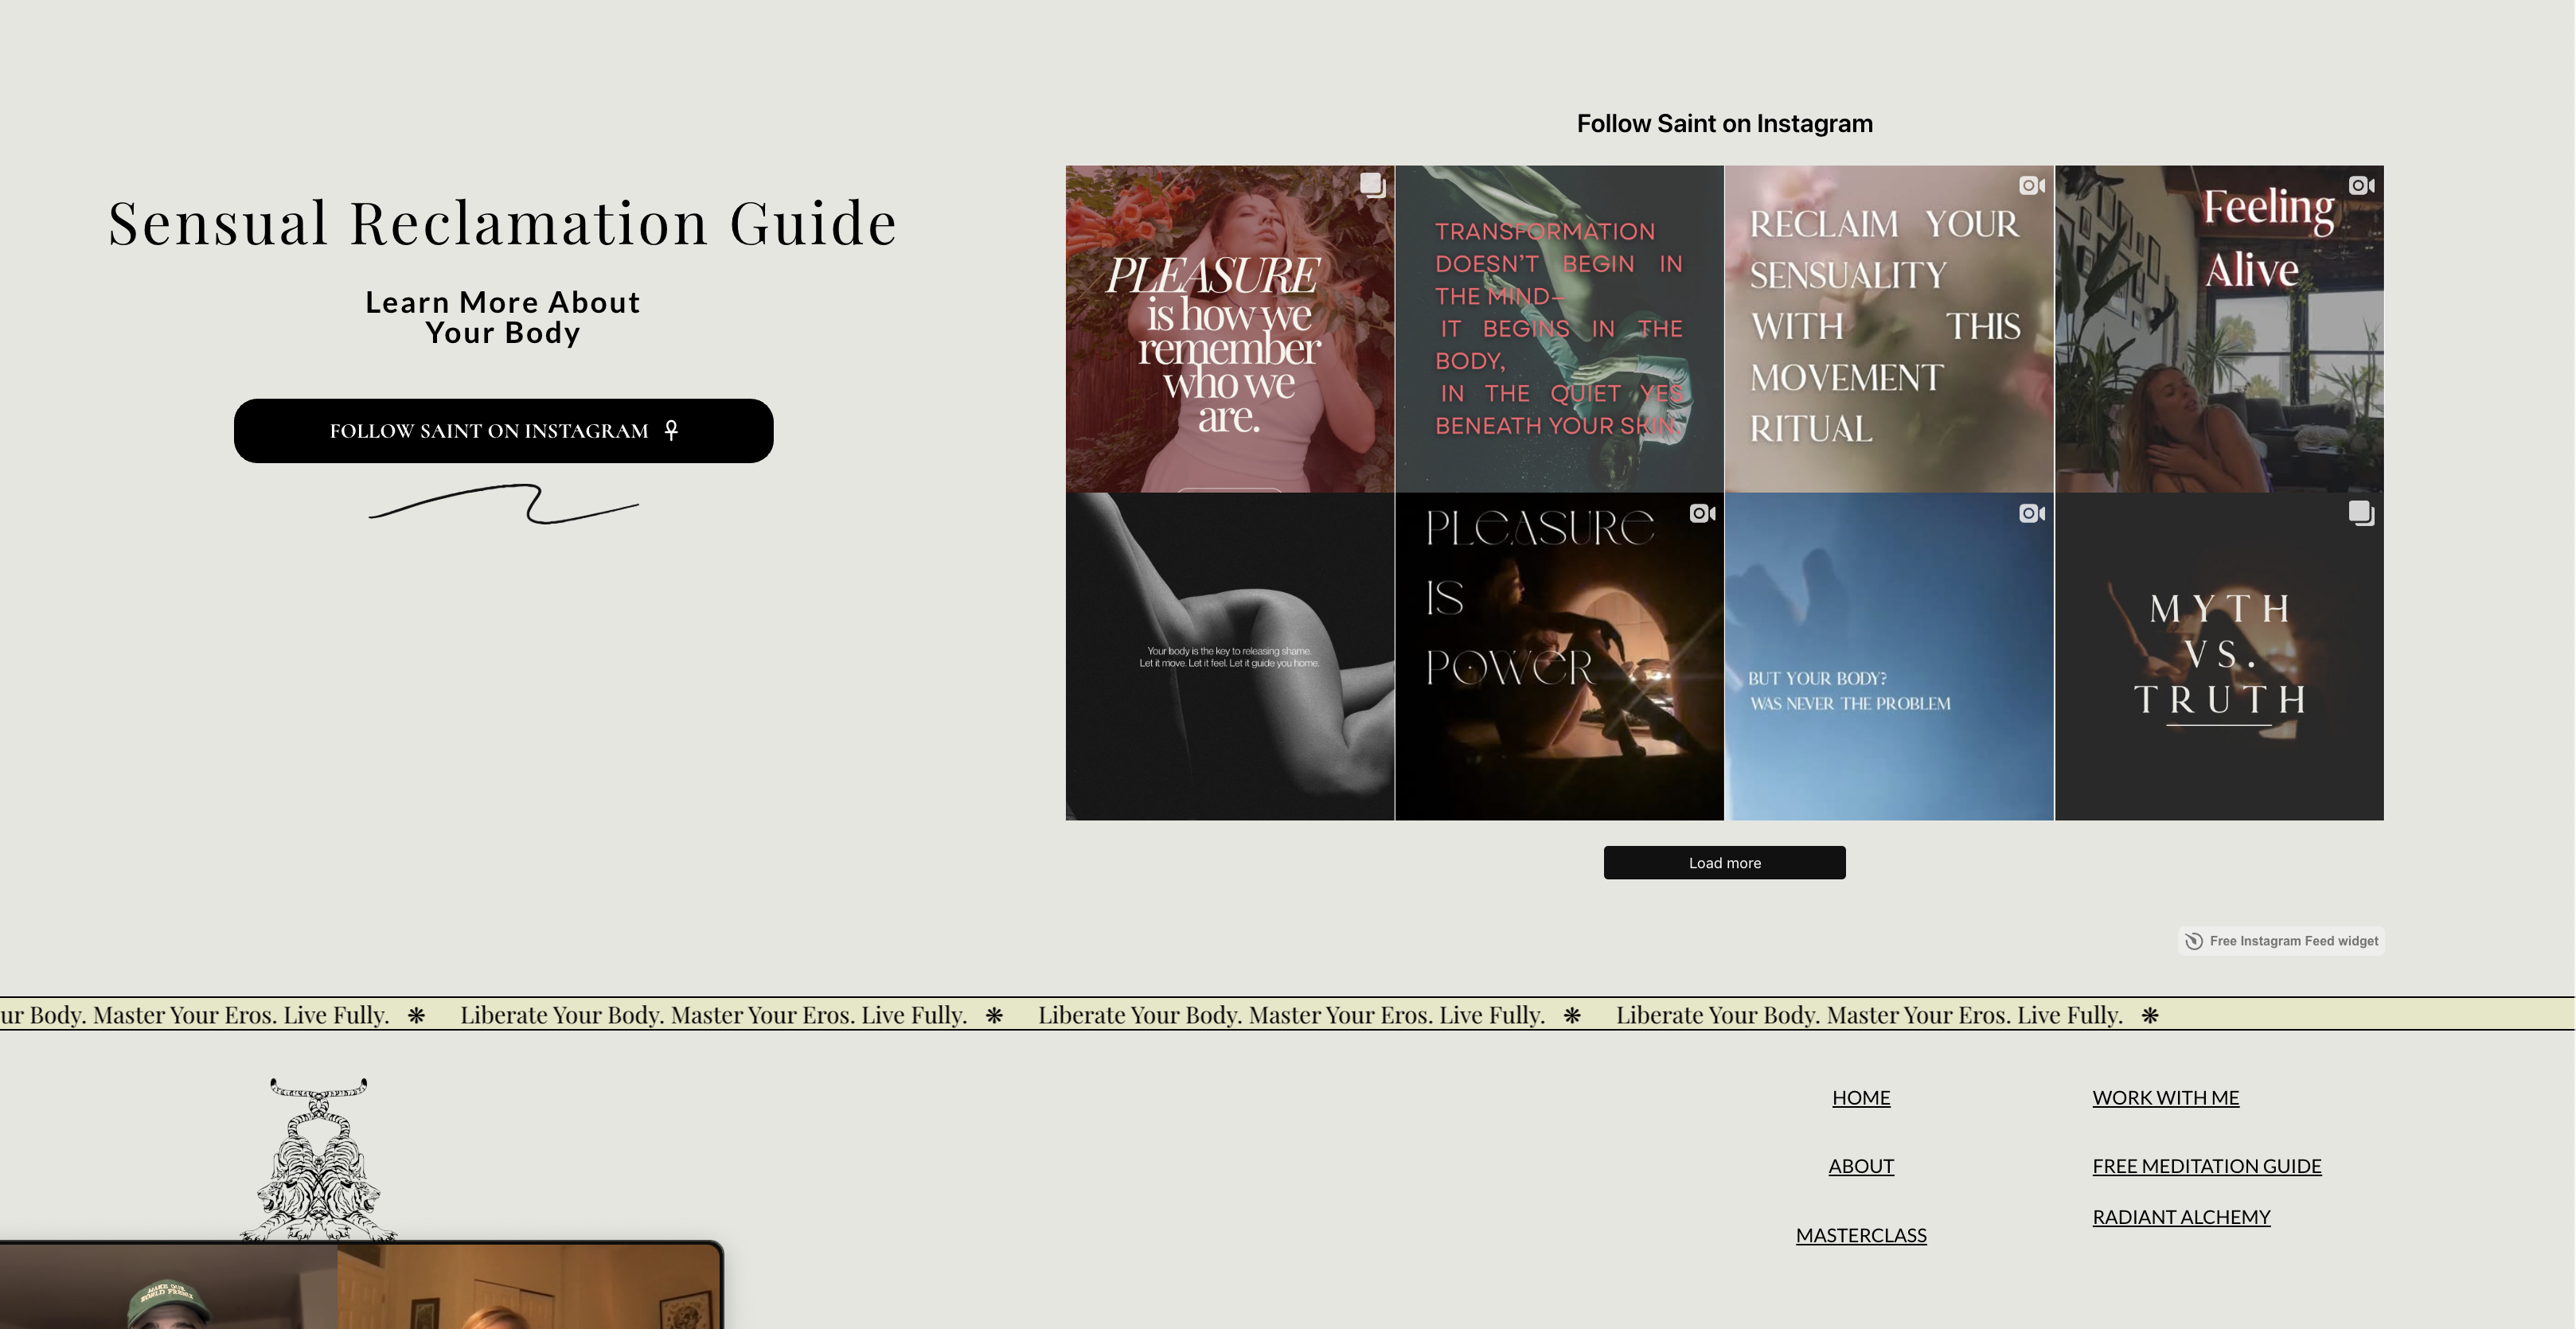 Follow Saint on Instagram
Sensual Reclamation Guide
Learn More About
Your Body
FOLLOW SAINT ON INSTAGRAM
PLEASURE
is how we
remember
who we
are.
TRANSFORMATION
DOESN'T BEGIN IN
THE MIND—
IT BEGINS IN THE
BODY,
IN THE QUIET YES
BENEATH YOUR SKIN.
RECLAIM YOUR
SENSUALITY
WITH THIS
MOVEMENT
RITUAL
Feeling
Alive
Your body is the key to releasing shame.
Let it move. Let it feel. Let it guide you home.
PLEASURE
IS
POWER
BUT YOUR BODY?
WAS NEVER THE PROBLEM
MYTH
VS.
TRUTH
Load more
Free Instagram Feed widget
ur Body. Master Your Eros. Live Fully. ❋ Liberate Your Body. Master Your Eros. Live Fully. ❋ Liberate Your Body. Master Your Eros. Live Fully. ❋ Liberate Your Body. Master Your Eros. Live Fully. ❋
HOME
WORK WITH ME
ABOUT
FREE MEDITATION GUIDE
RADIANT ALCHEMY
MASTERCLASS